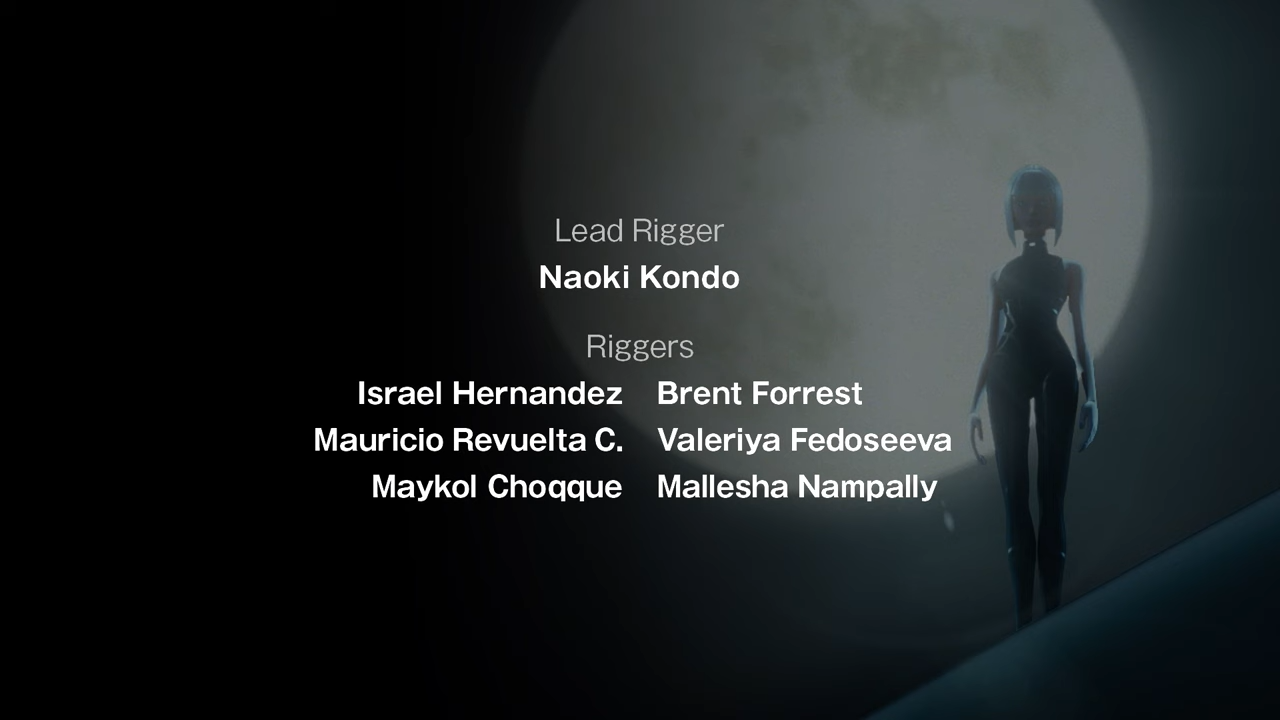 Lead Rigger
Naoki Kondo
Riggers
Israel Hernandez Brent Forrest
Mauricio Revuelta C. Valeriya Fedoseeva
Maykol Choqque Mallesha Nampally